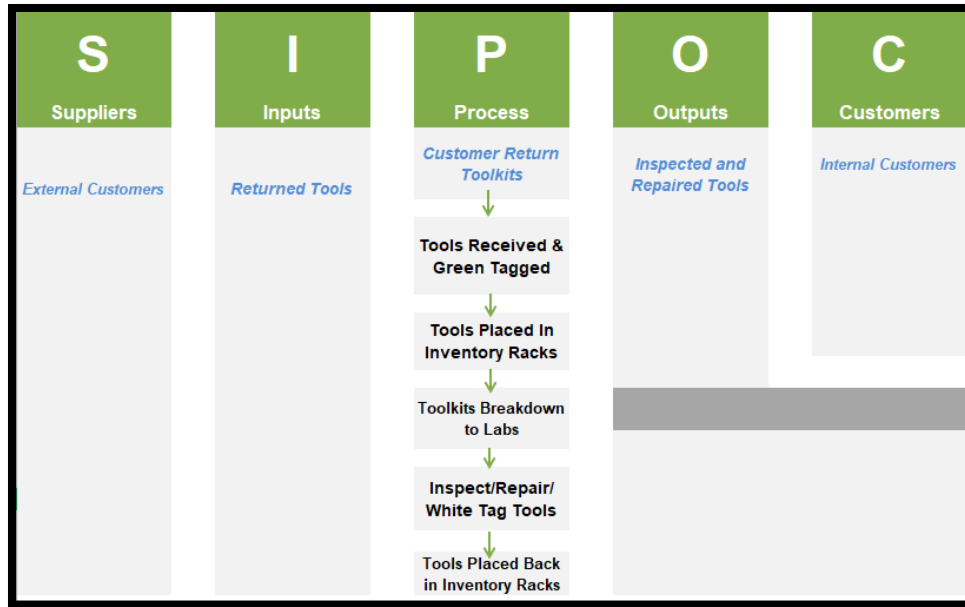 S
Suppliers
External Customers
I
Inputs
Returned Tools
P
Process
Customer Return
Toolkits
Tools Received &
Green Tagged
Tools Placed In
Inventory Racks
Toolkits Breakdown
to Labs
Inspect/Repair/
White Tag Tools
Tools Placed Back
in Inventory Racks
O
Outputs
Inspected and
Repaired Tools
C
Customers
Internal Customers